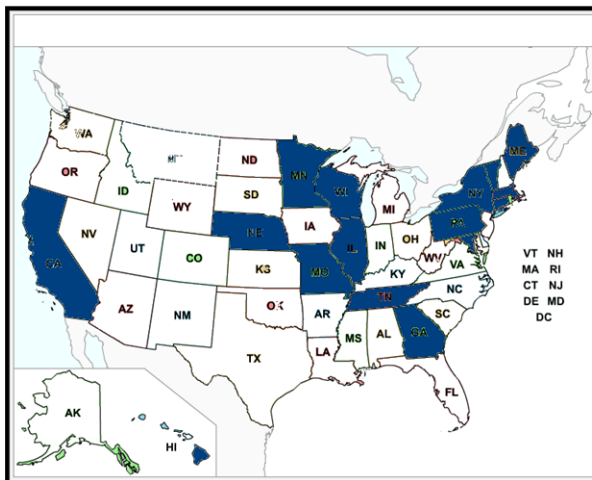 WA
MT
ND
MN
ME
OR
ID
SD
WI
NY
WY
MI
IA
PA
NV
NE
UT
CO
IL
IN
OH
WV
VA
CA
KS
MO
KY
NC
AZ
NM
OK
AR
TN
SC
MS
AL
GA
TX
LA
FL
AK
HI
VT NH
MA RI
CT NJ
DE MD
DC